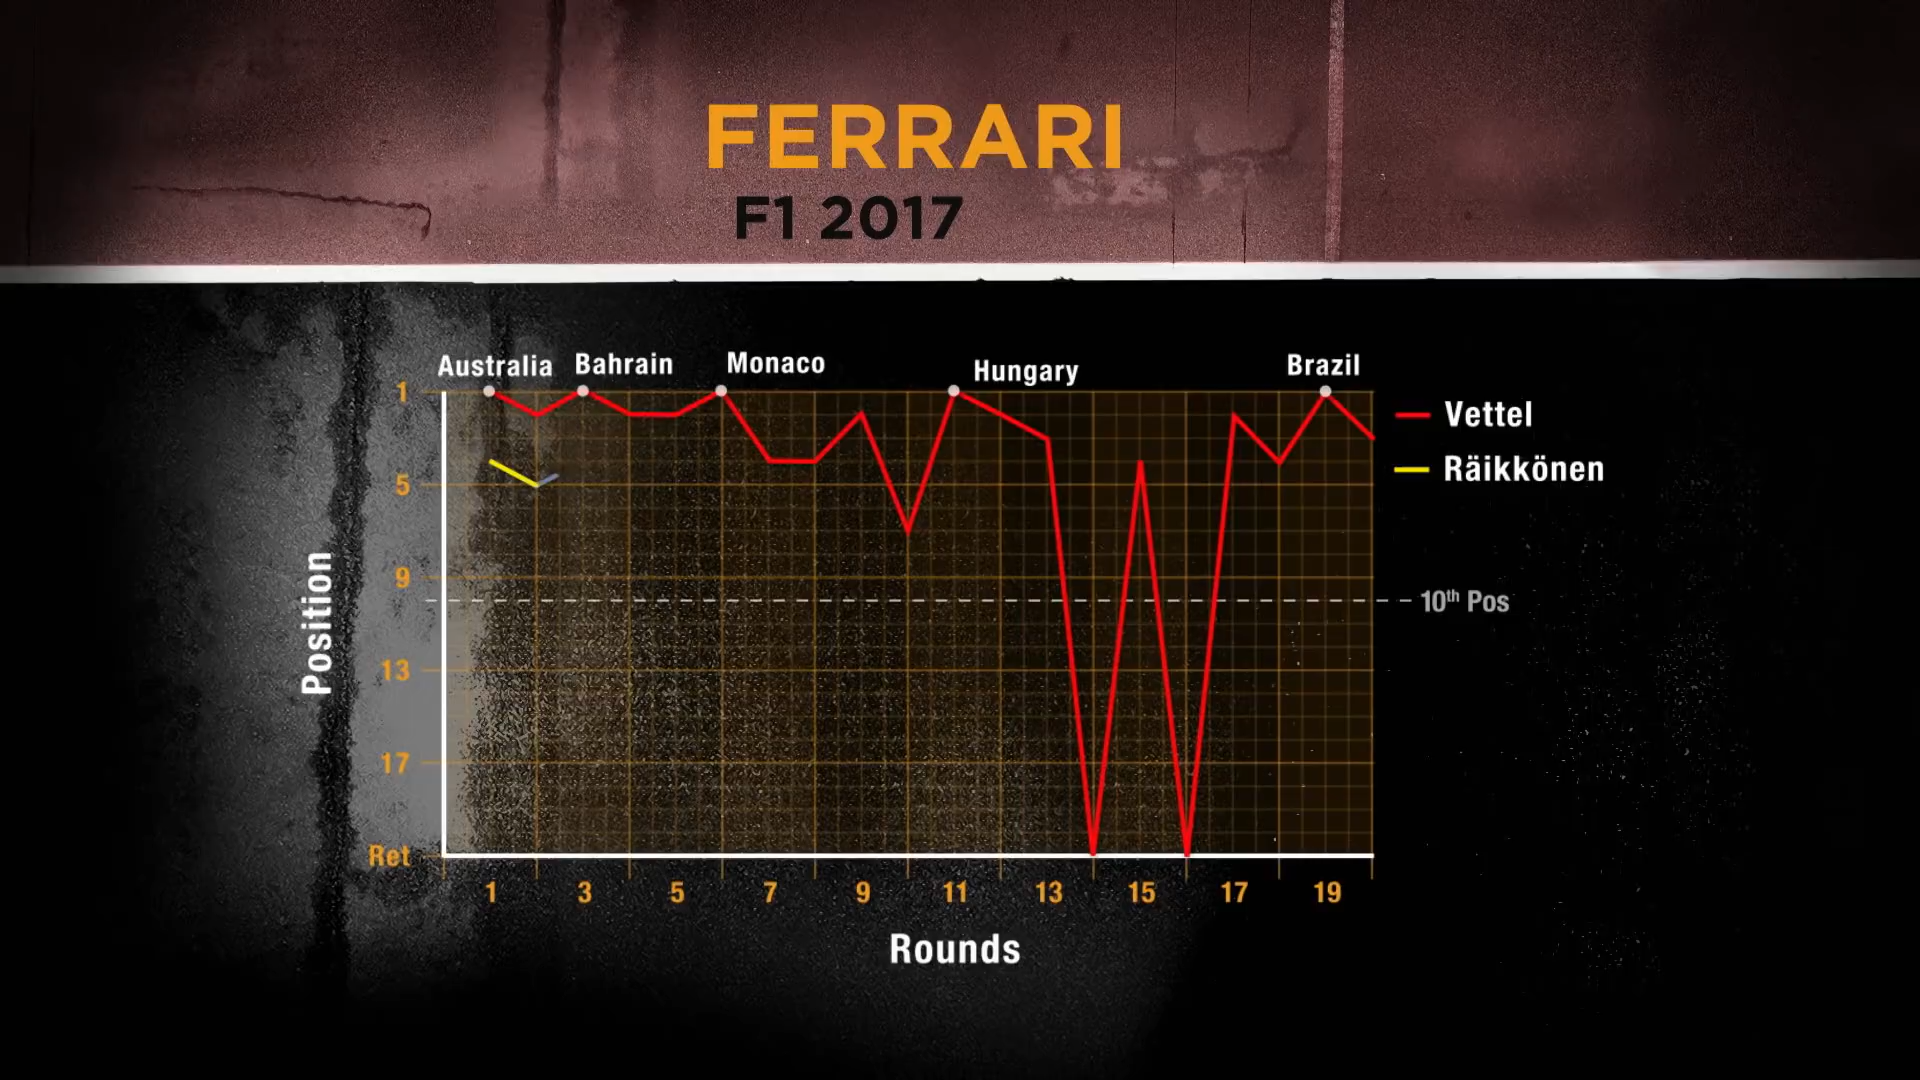 FERRARI
F1 2017
Australia Bahrain Monaco Hungary Brazil
1
5
9
13
17
Ret
Position
Vettel
Räikkönen
10th Pos
1 3 5 7 9 11 13 15 17 19
Rounds